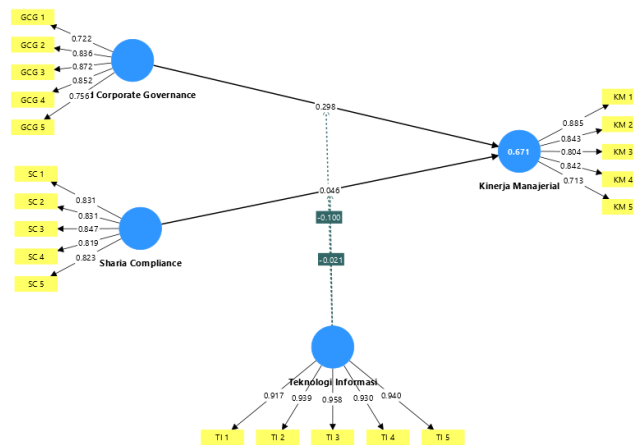 GCG 1
GCG 2
GCG 3
GCG 4
GCG 5
0.722
0.836
0.872
0.852
0.756
Corporate Governance
SC 1
SC 2
SC 3
SC 4
SC 5
0.831
0.831
0.847
0.819
0.823
Sharia Compliance
0.298
0.046
-0.100
-0.021
0.671
Kinerja Manajerial
0.885
0.843
0.804
0.842
0.713
KM 1
KM 2
KM 3
KM 4
KM 5
Teknologi Informasi
0.917
0.939
0.958
0.930
0.940
TI 1
TI 2
TI 3
TI 4
TI 5